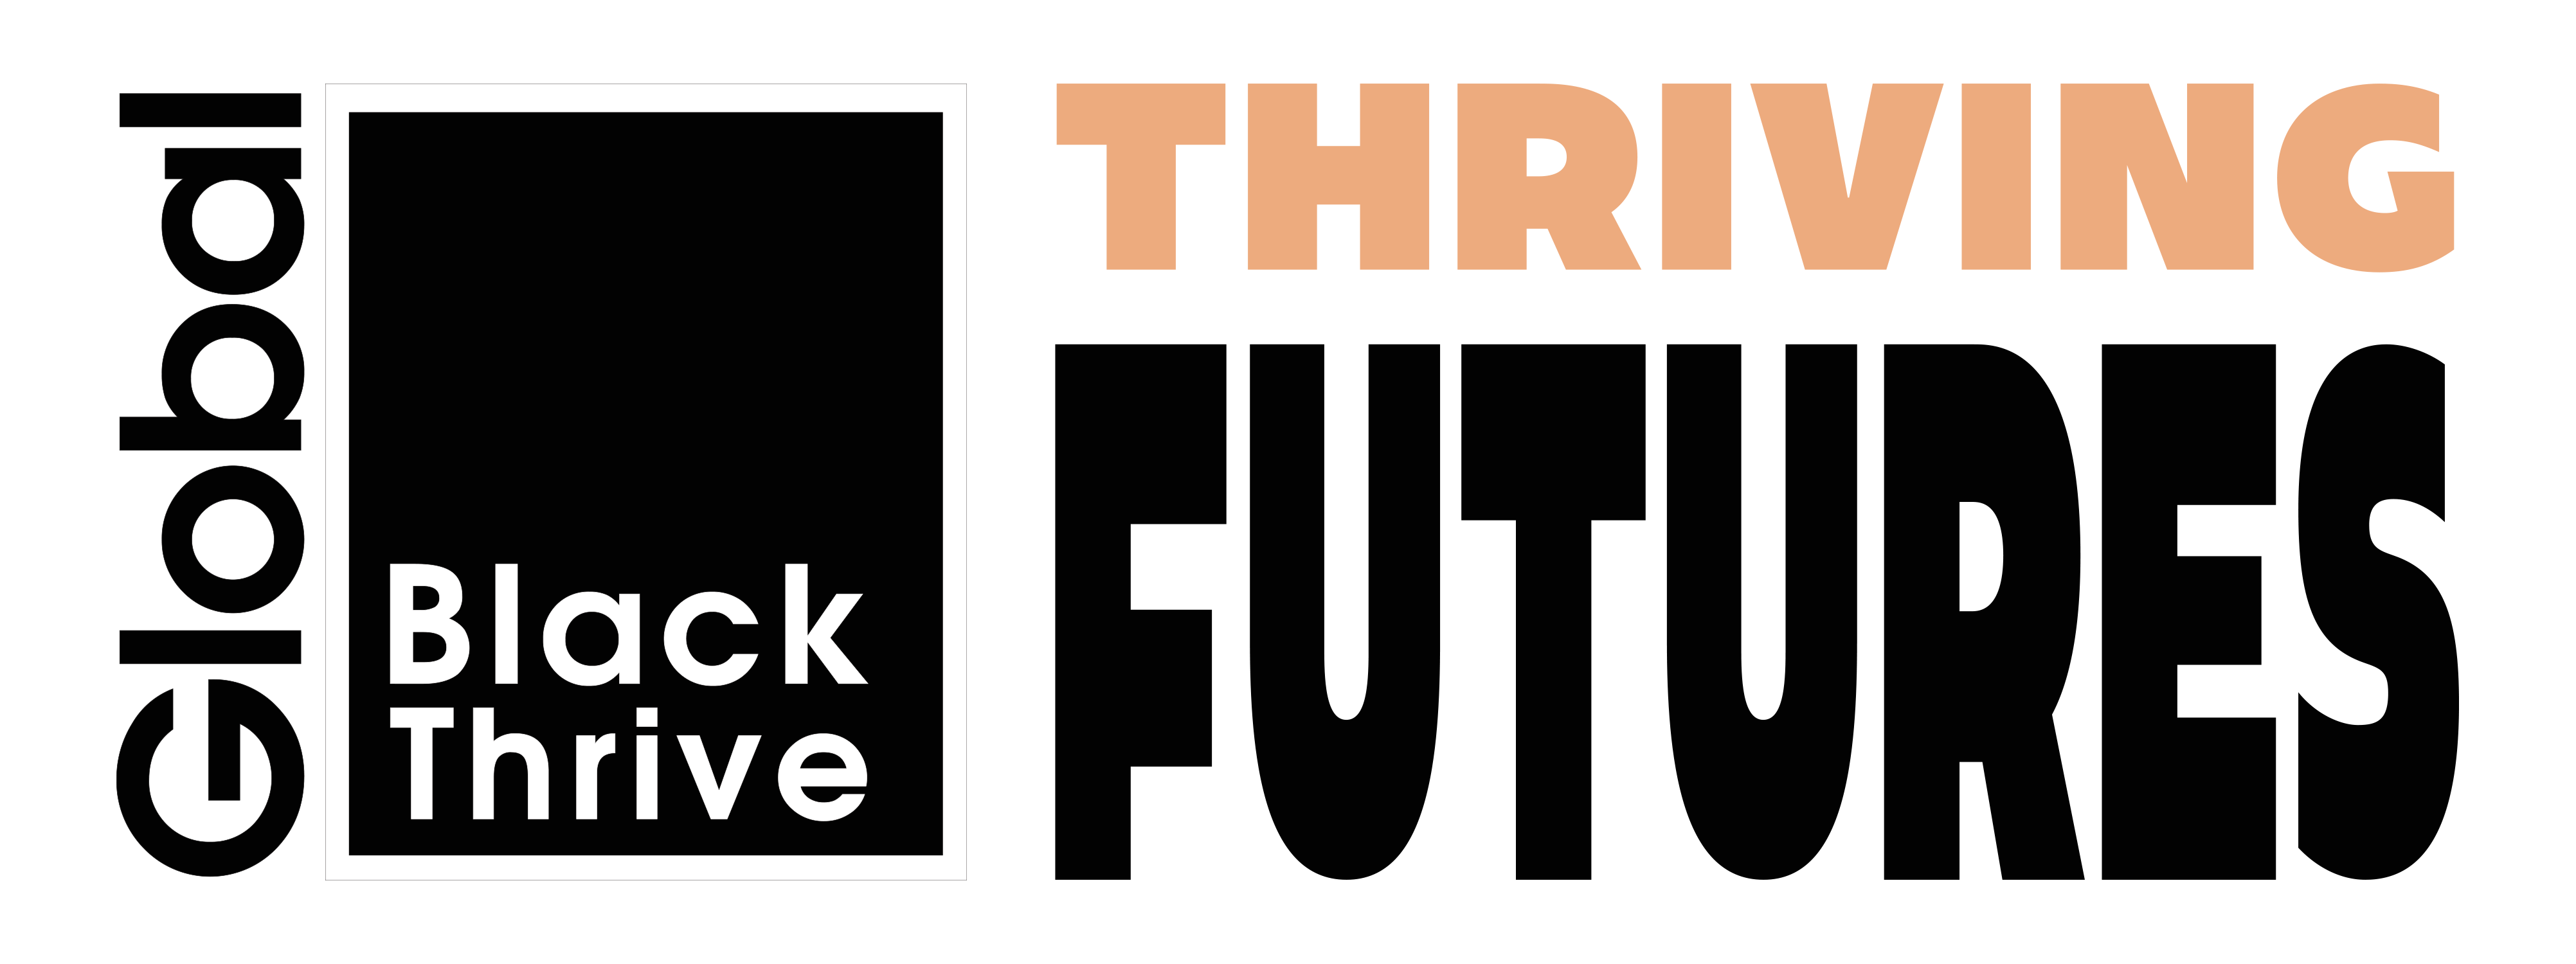 Global
Black
Thrive
THRIVING
FUTURES